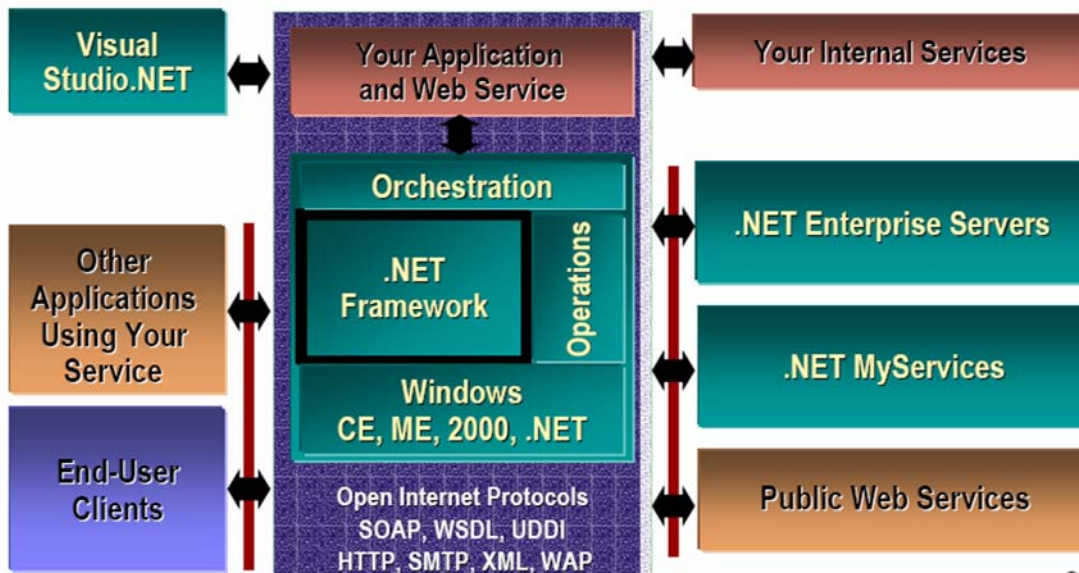 Visual
Studio.NET
Your Application
and Web Service
Your Internal Services
Orchestration
.NET
Framework
Operations
Windows
CE, ME, 2000, .NET
Other
Applications
Using Your
Service
End-User
Clients
.NET Enterprise Servers
.NET MyServices
Public Web Services
Open Internet Protocols
SOAP, WSDL, UDDI
HTTP, SMTP, XML, WAP